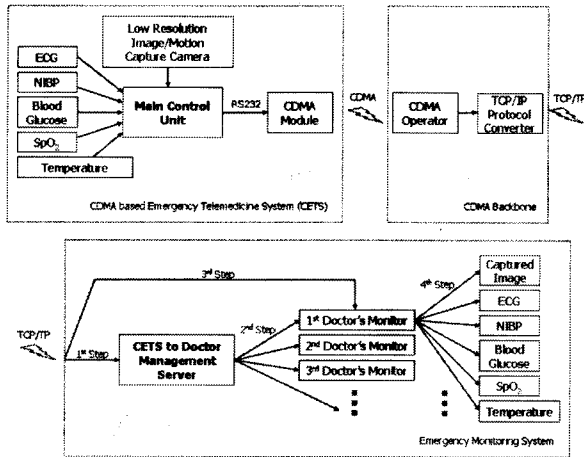 Low Resolution
Image/Motion
Capture Camera
ECG
NIBP
Blood
Glucose
SpO₂
Temperature
Main Control
Unit
RS232
CDMA
Module
CDMA based Emergency Telemedicine System (CETS)
CDMA
CDMA
Operator
TCP/IP
Protocol
Converter
TCP/TP
CDMA Backbone
TCP/TP
1st Step
3rd Step
CETS to Doctor
Management
Server
2nd Step
1st Doctor's Monitor
2nd Doctor's Monitor
3rd Doctor's Monitor
4th Step
Captured
Image
ECG
NIBP
Blood
Glucose
SpO₂
Temperature
Emergency Monitoring System